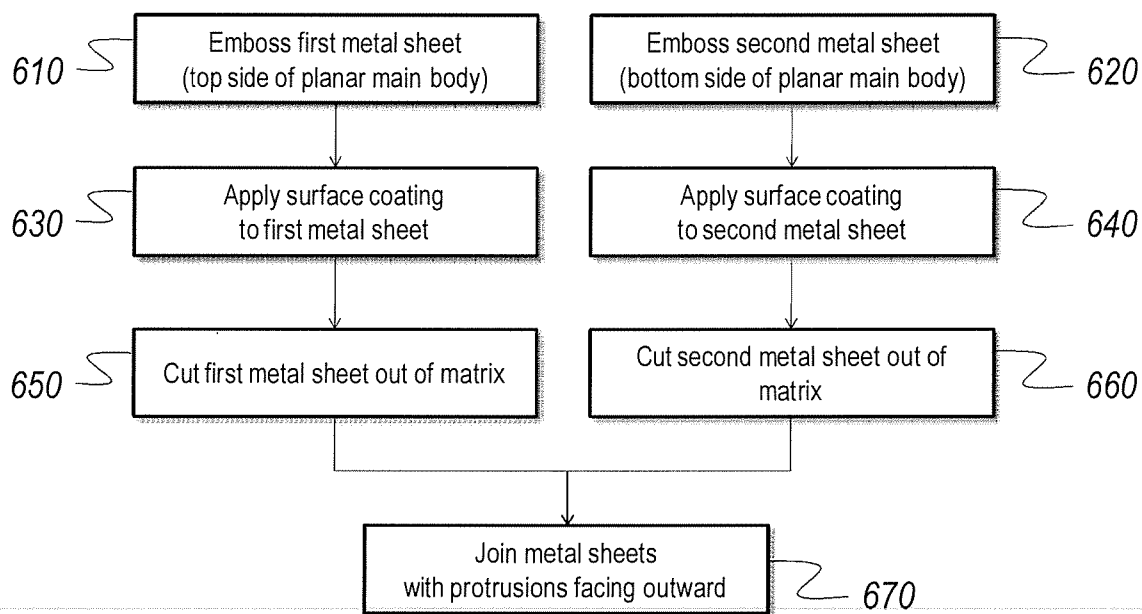 610
Emboss first metal sheet
(top side of planar main body)
Emboss second metal sheet
(bottom side of planar main body)
620
630
Apply surface coating
to first metal sheet
Apply surface coating
to second metal sheet
640
650
Cut first metal sheet out of matrix
Cut second metal sheet out of
matrix
660
Join metal sheets
with protrusions facing outward
670